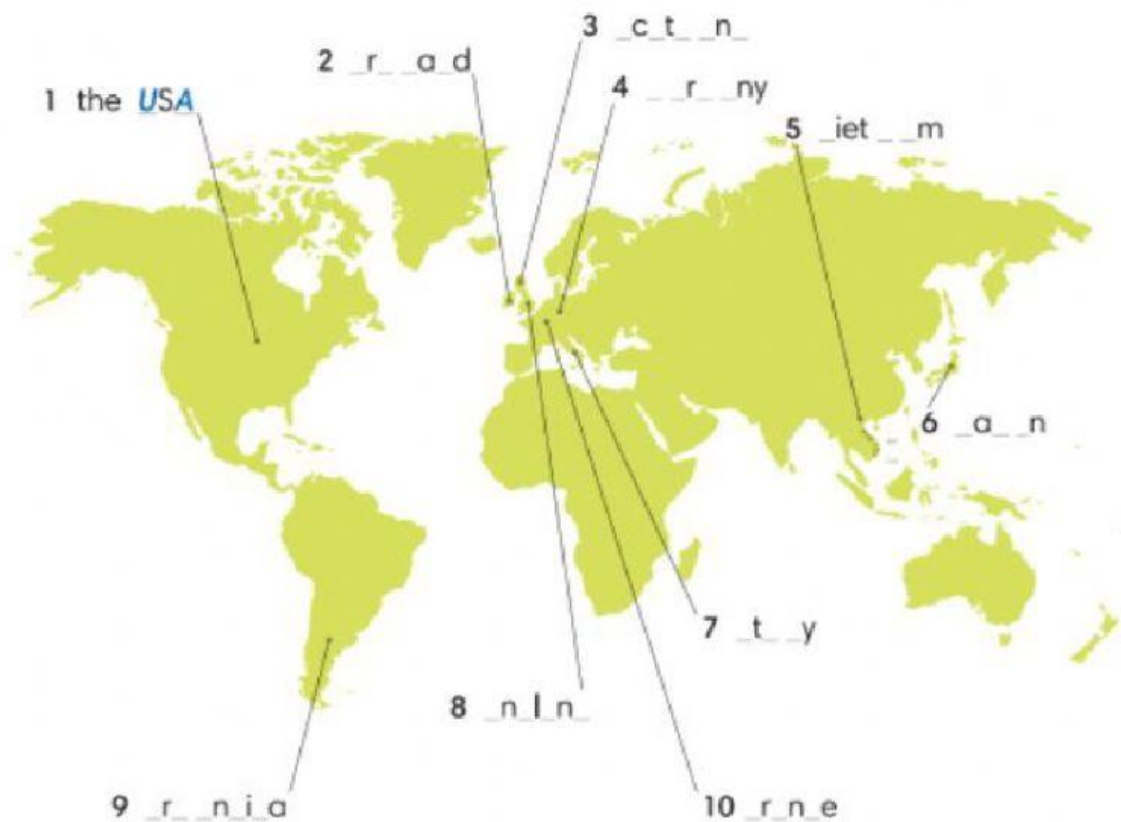 1 the USA
2 _r_ _a_d
3 _c_t_ _n_
4 _ _r_ _ny
5 _iet_ _m
6 _a_ _n
7 _t_ _y
8 _n_l_n_
9 _r_ _n_i_a
10 _r_n_e